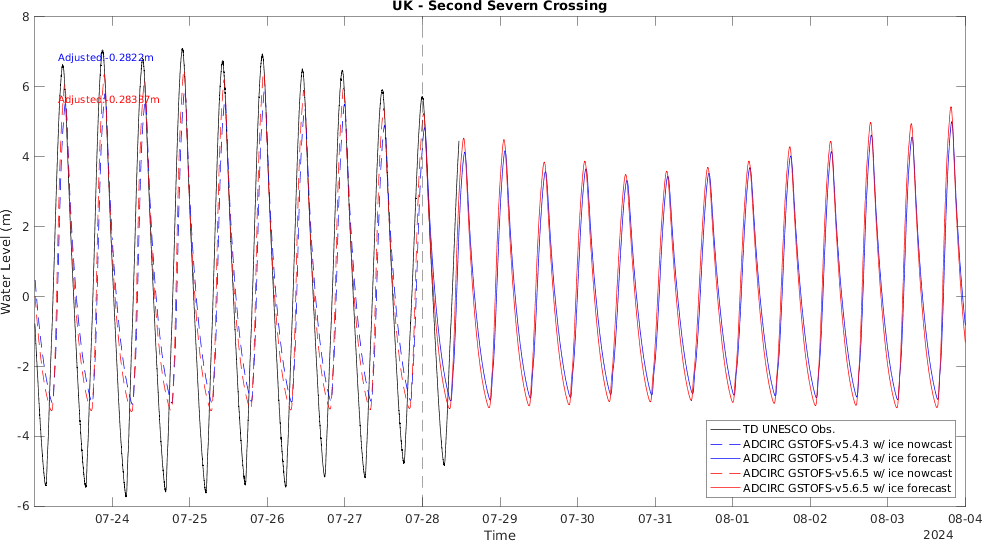 UK - Second Severn Crossing
8
6
4
2
0
-2
-4
-6
Water Level (m)
Adjusted -0.2822m
Adjusted -0.28337m
TD UNESCO Obs.
ADCIRC GSTOFS-v5.4.3 w/ ice nowcast
ADCIRC GSTOFS-v5.4.3 w/ ice forecast
ADCIRC GSTOFS-v5.6.5 w/ ice nowcast
ADCIRC GSTOFS-v5.6.5 w/ ice forecast
07-24 07-25 07-26 07-27 07-28 07-29 07-30 07-31 08-01 08-02 08-03 08-04
Time
2024